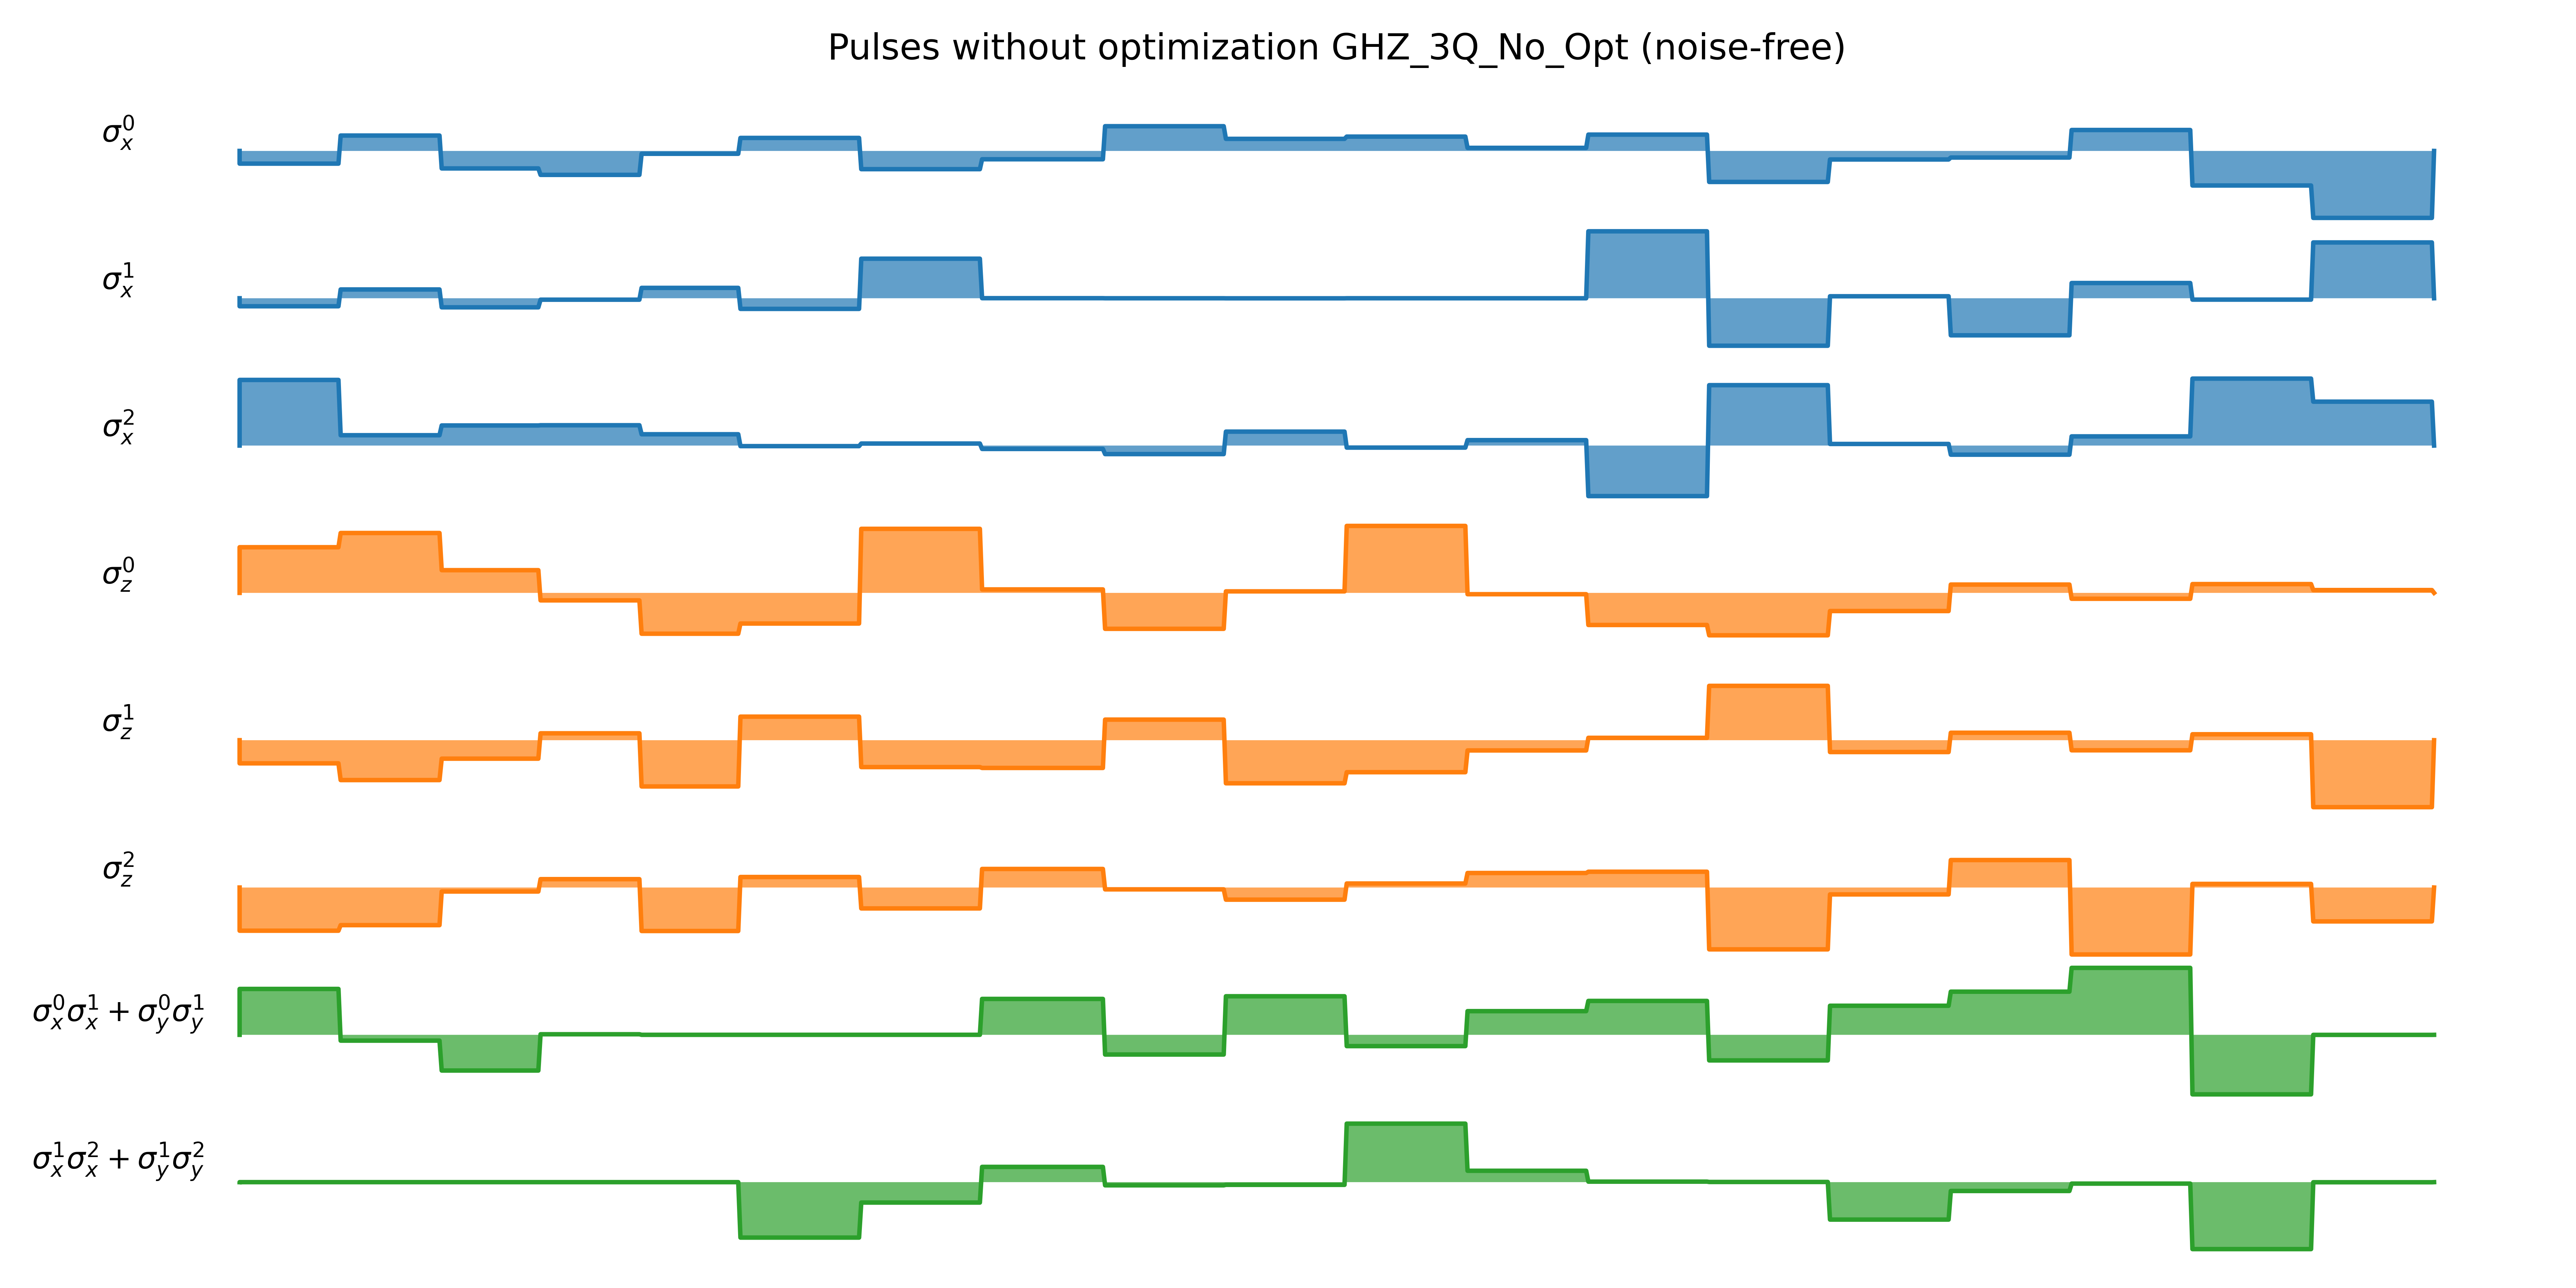 Pulses without optimization GHZ_3Q_No_Opt (noise-free)
σ_x^0
σ_x^1
σ_x^2
σ_z^0
σ_z^1
σ_z^2
σ_x^0σ_x^1 + σ_y^0σ_y^1
σ_x^1σ_x^2 + σ_y^1σ_y^2